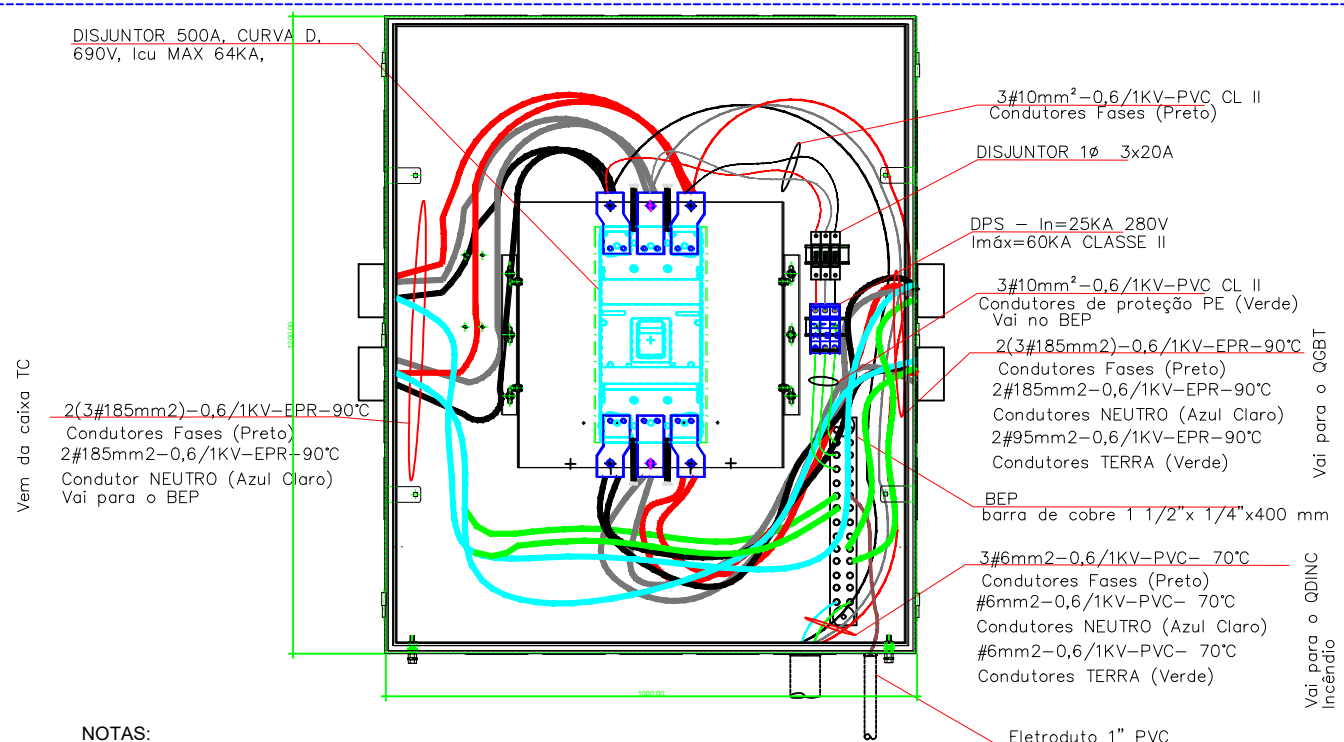 DISJUNTOR 500A, CURVA D,
690V, Icu MAX 64KA,
3#10mm²-0,6/1KV-PVC CL II
Condutores Fases (Preto)
DISJUNTOR 1ø 3x20A
DPS - In=25KA 280V
Imáx=60KA CLASSE II
3#10mm²-0,6/1KV-PVC CL II
Condutores de proteção PE (Verde)
Vai no BEP
2(3#185mm2)-0,6/1KV-EPR-90°C
Condutores Fases (Preto)
2#185mm2-0,6/1KV-EPR-90°C
Condutores NEUTRO (Azul Claro)
2#95mm2-0,6/1KV-EPR-90°C
Condutores TERRA (Verde)
Vai para o QGBT
1200.00
Vem da caixa TC
2(3#185mm2)-0,6/1KV-EPR-90°C
Condutores Fases (Preto)
2#185mm2-0,6/1KV-EPR-90°C
Condutor NEUTRO (Azul Claro)
Vai para o BEP
BEP
barra de cobre 1 1/2"x 1/4"x400 mm
3#6mm2-0,6/1KV-PVC- 70°C
Condutores Fases (Preto)
#6mm2-0,6/1KV-PVC- 70°C
Condutores NEUTRO (Azul Claro)
#6mm2-0,6/1KV-PVC- 70°C
Condutores TERRA (Verde)
Vai para o QDINC
Incêndio
1000.00
NOTAS:
Eletroduto 1" PVC